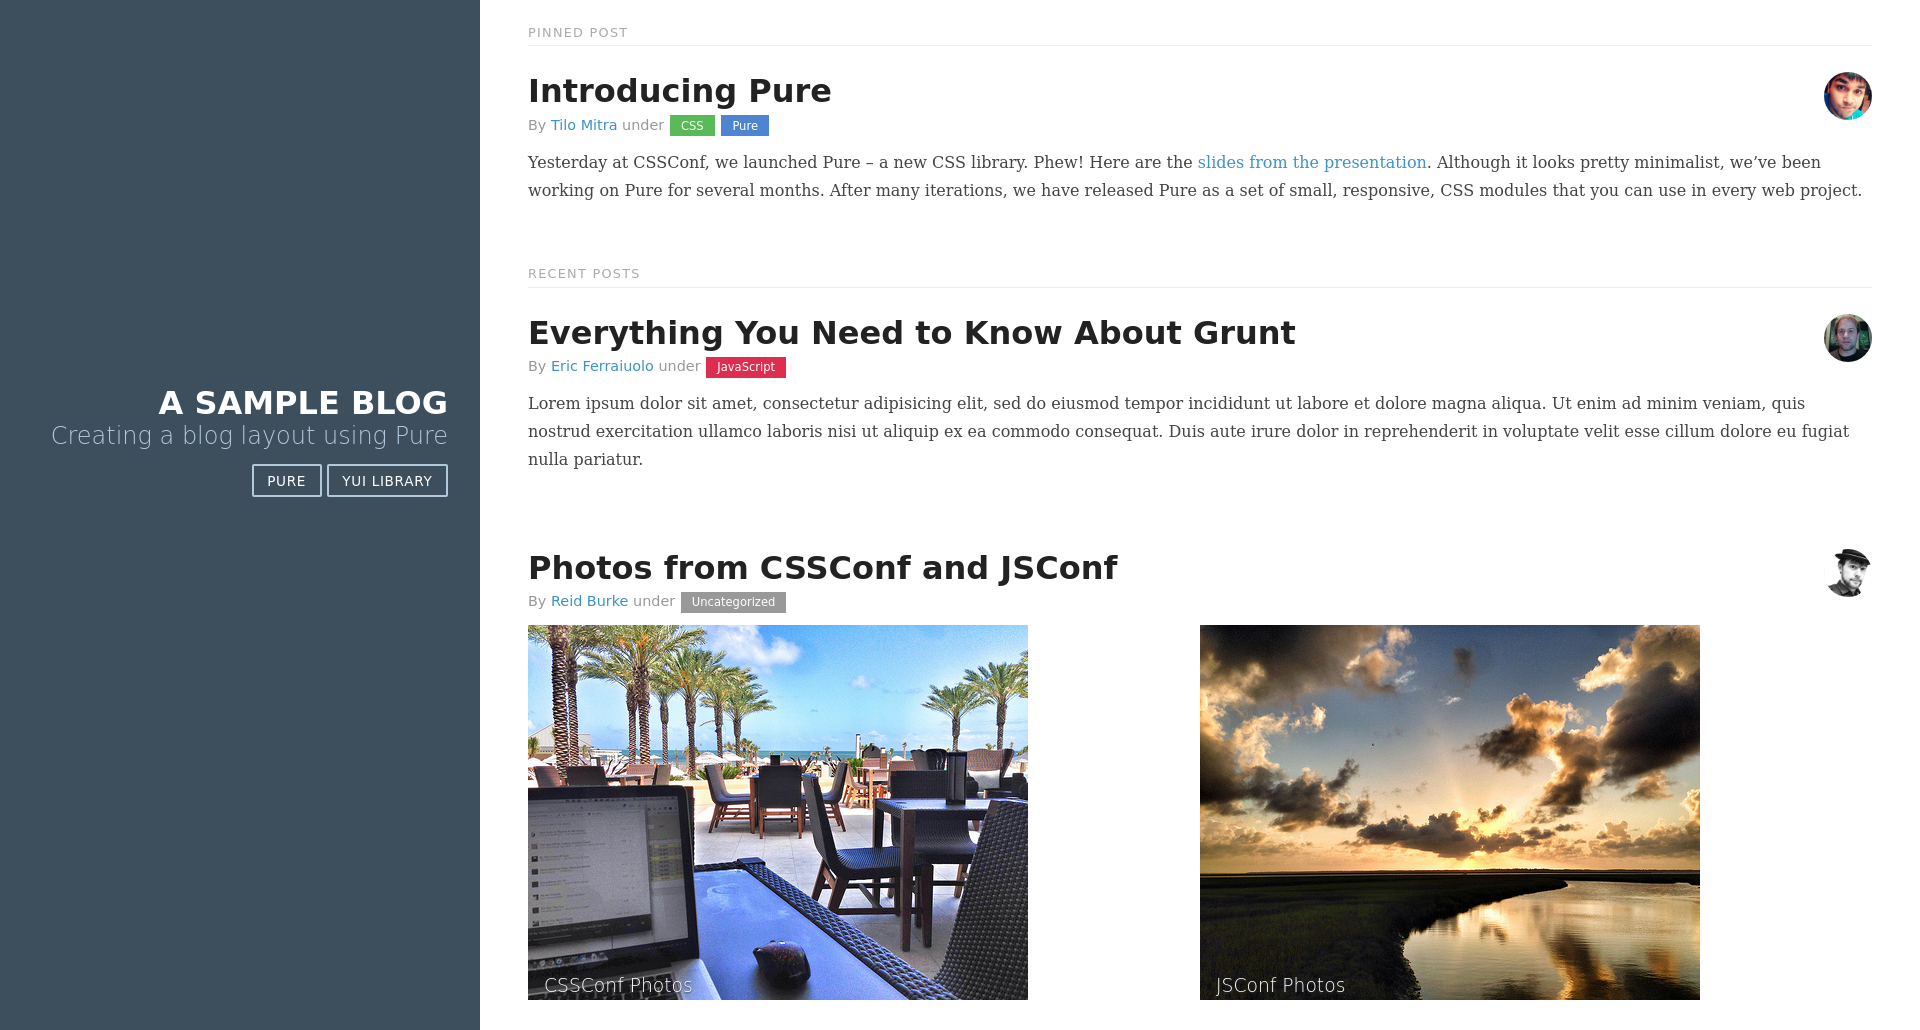 A SAMPLE BLOG
Creating a blog layout using Pure
PURE
YUI LIBRARY
PINNED POST
Introducing Pure
By Tilo Mitra under CSS Pure
Yesterday at CSSConf, we launched Pure – a new CSS library. Phew! Here are the slides from the presentation. Although it looks pretty minimalist, we’ve been
working on Pure for several months. After many iterations, we have released Pure as a set of small, responsive, CSS modules that you can use in every web project.
RECENT POSTS
Everything You Need to Know About Grunt
By Eric Ferraiuolo under JavaScript
Lorem ipsum dolor sit amet, consectetur adipisicing elit, sed do eiusmod tempor incididunt ut labore et dolore magna aliqua. Ut enim ad minim veniam, quis
nostrud exercitation ullamco laboris nisi ut aliquip ex ea commodo consequat. Duis aute irure dolor in reprehenderit in voluptate velit esse cillum dolore eu fugiat
nulla pariatur.
Photos from CSSConf and JSConf
By Reid Burke under Uncategorized
CSSConf Photos
JSConf Photos